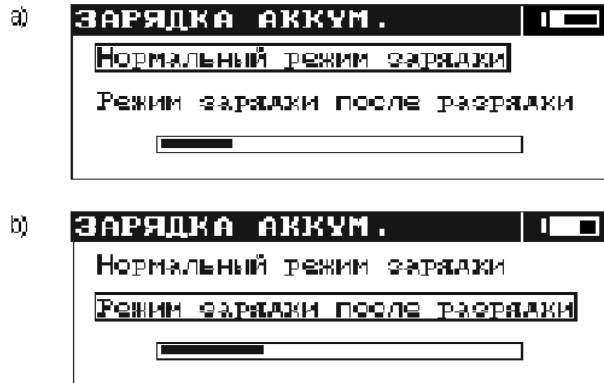 a)
ЗАРЯДКА АККУМ.
Нормальный режим зарядки
Режим зарядки после разрядки
b)
ЗАРЯДКА АККУМ.
Нормальный режим зарядки
Режим зарядки после разрядки